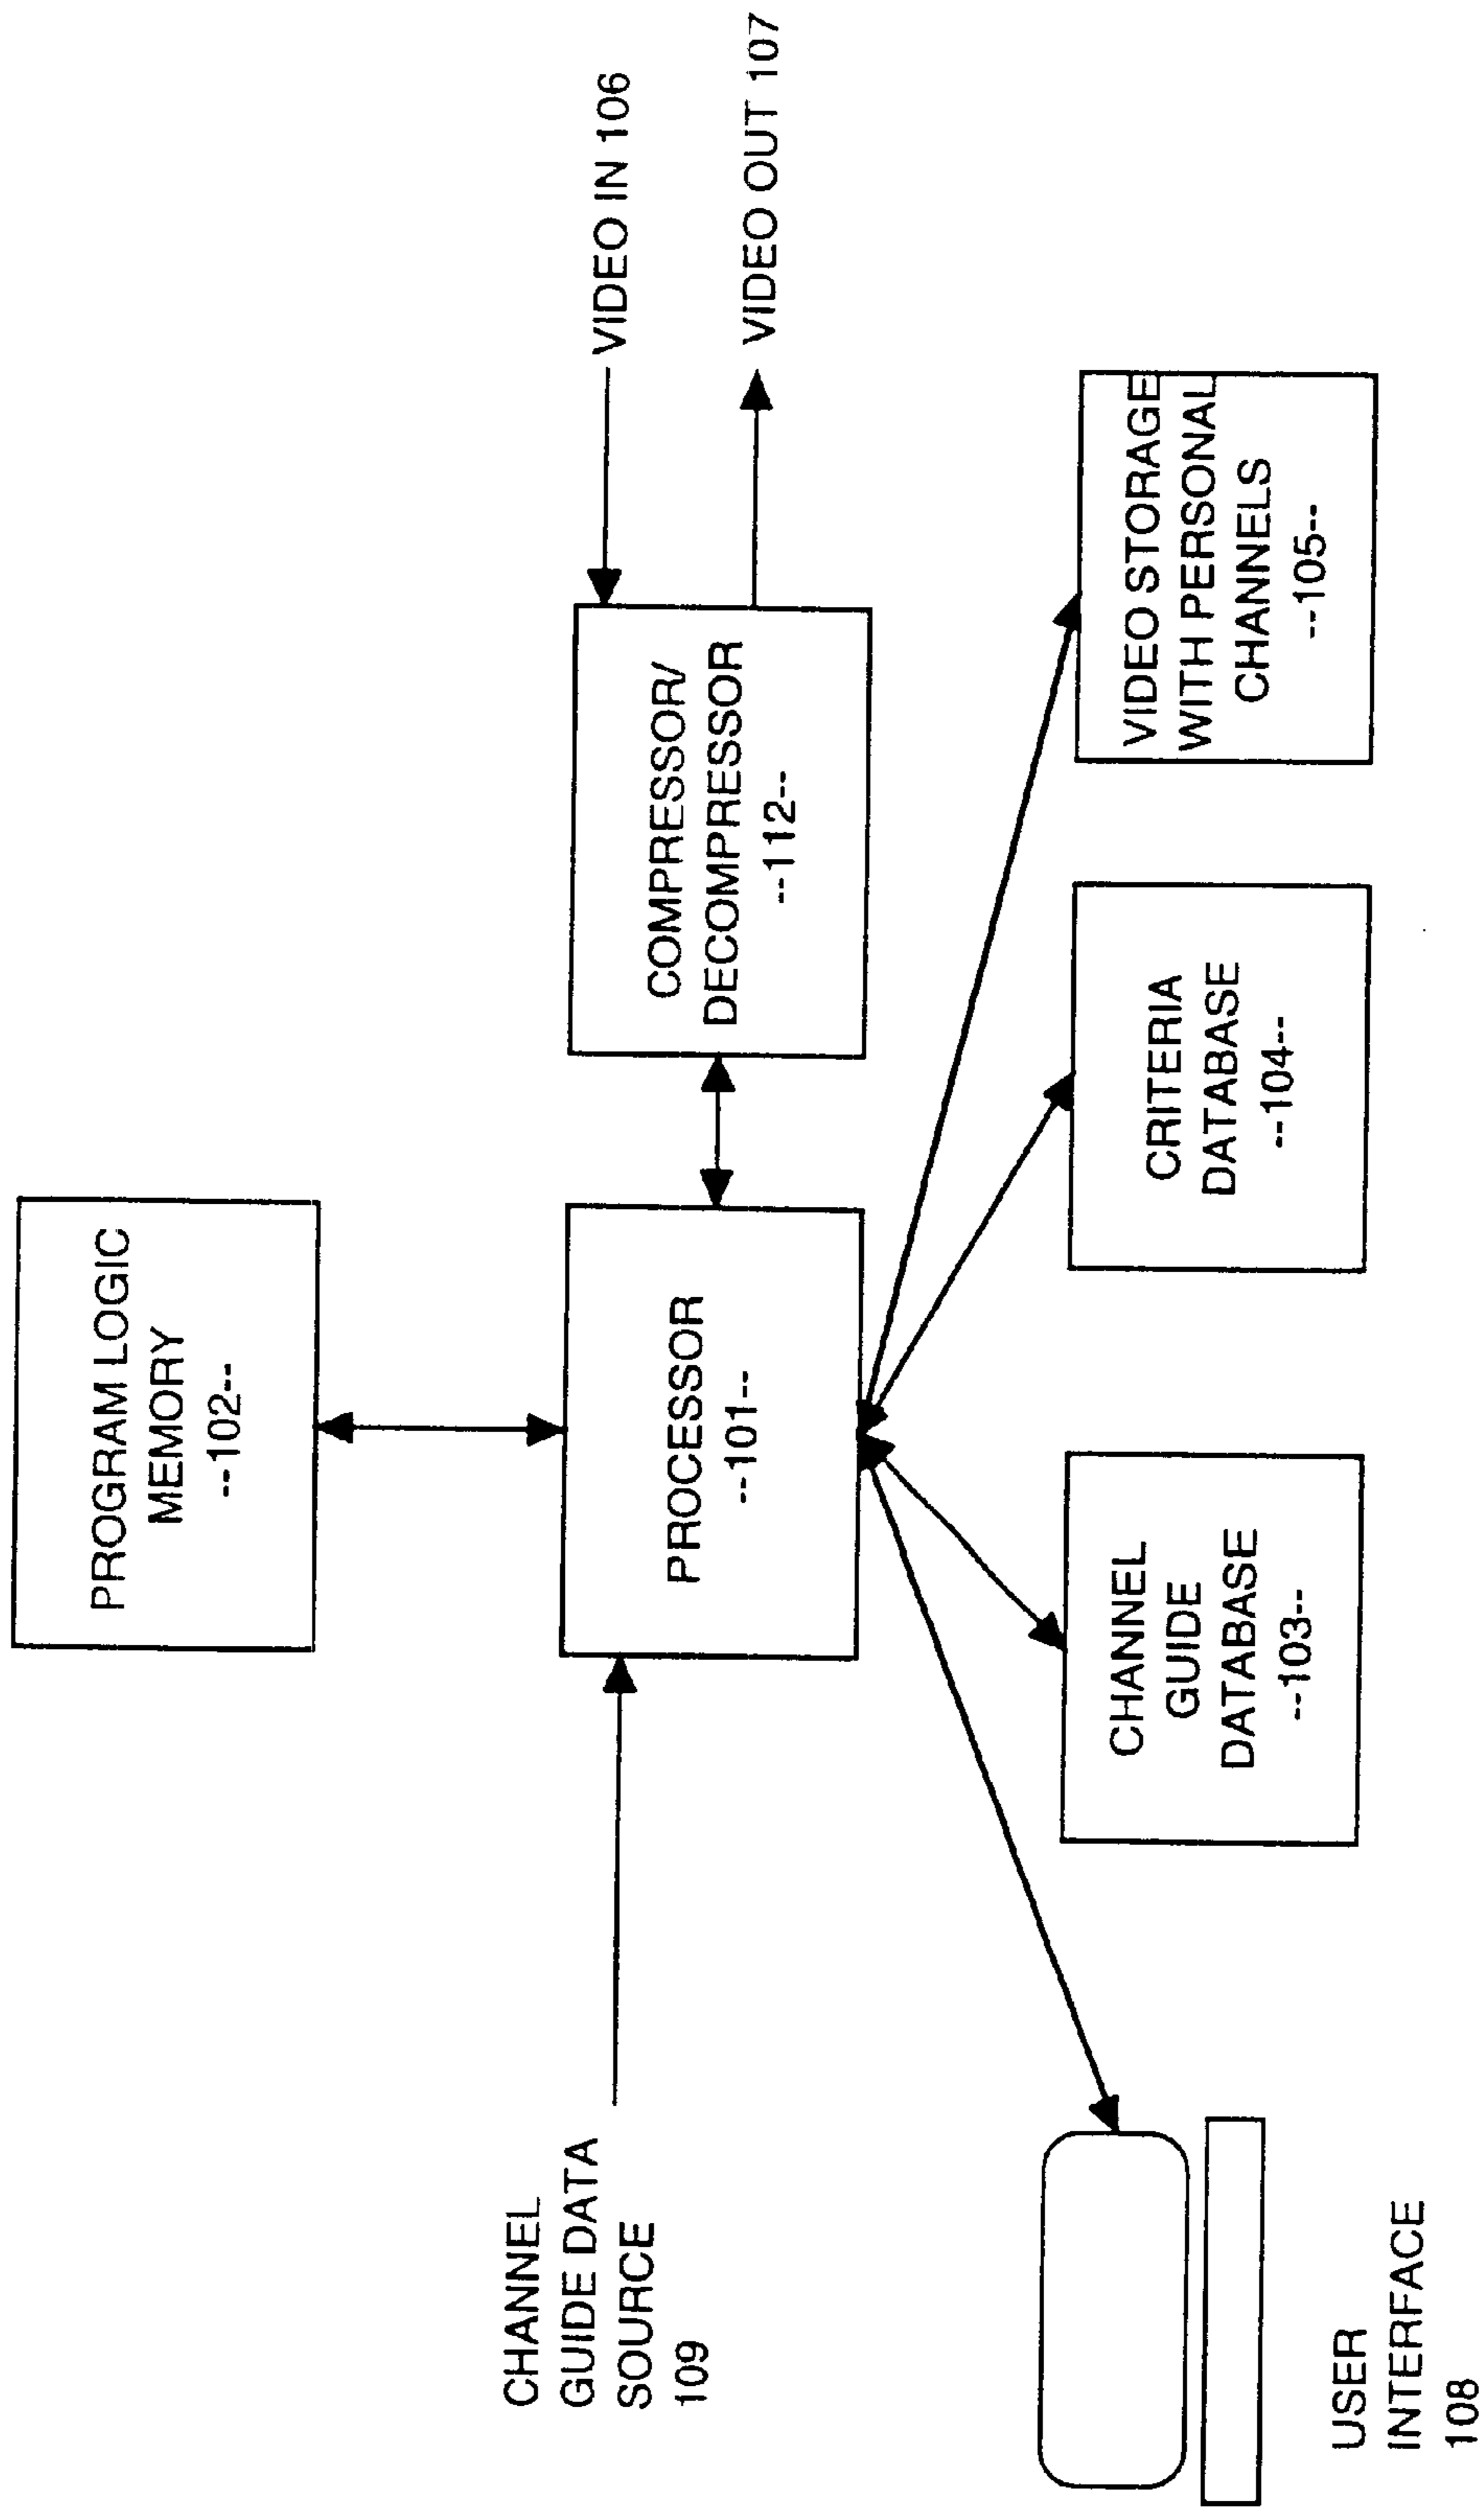 PROGRAM LOGIC
MEMORY
--102--
CHANNEL
GUIDE DATA
SOURCE
109
PROCESSOR
--101--
COMPRESSOR/
DECOMPRESSOR
--112--
VIDEO IN 106
VIDEO OUT 107
USER
INTERFACE
108
CHANNEL
GUIDE
DATABASE
--103--
CRITERIA
DATABASE
--104--
VIDEO STORAGE
WITH PERSONAL
CHANNELS
--105--